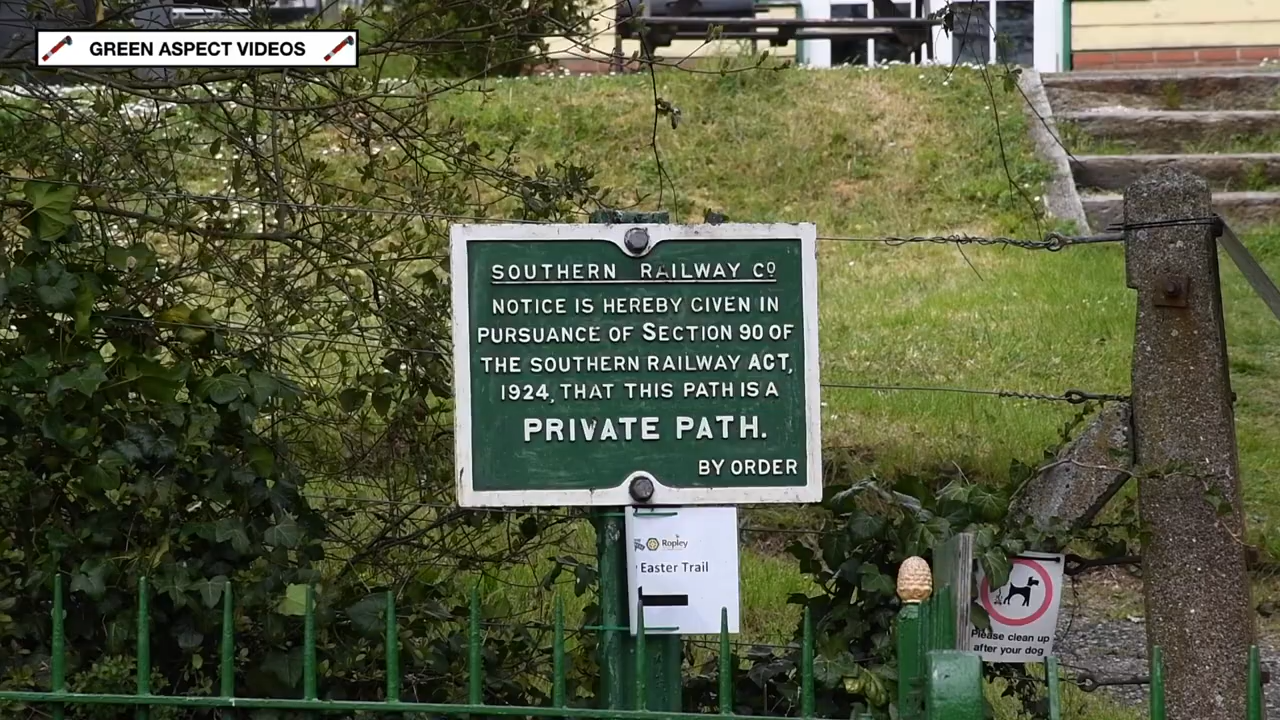 GREEN ASPECT VIDEOS
SOUTHERN RAILWAY Cº
NOTICE IS HEREBY GIVEN IN
PURSUANCE OF SECTION 90 OF
THE SOUTHERN RAILWAY ACT,
1924, THAT THIS PATH IS A
PRIVATE PATH.
BY ORDER
Ropley
Easter Trail
Please clean up
after your dog